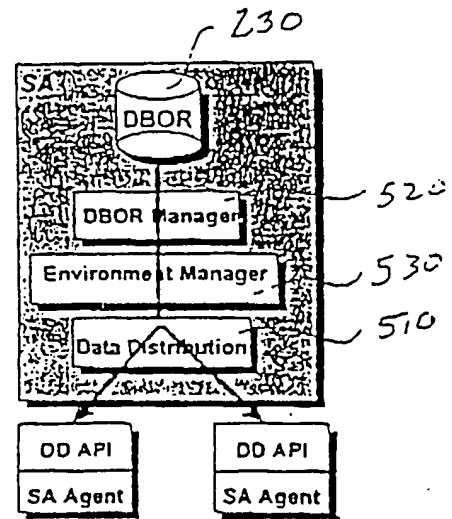 230
SA
DBOR
DBOR Manager
520
Environment Manager
530
Data Distribution
510
DD API
SA Agent
DD API
SA Agent